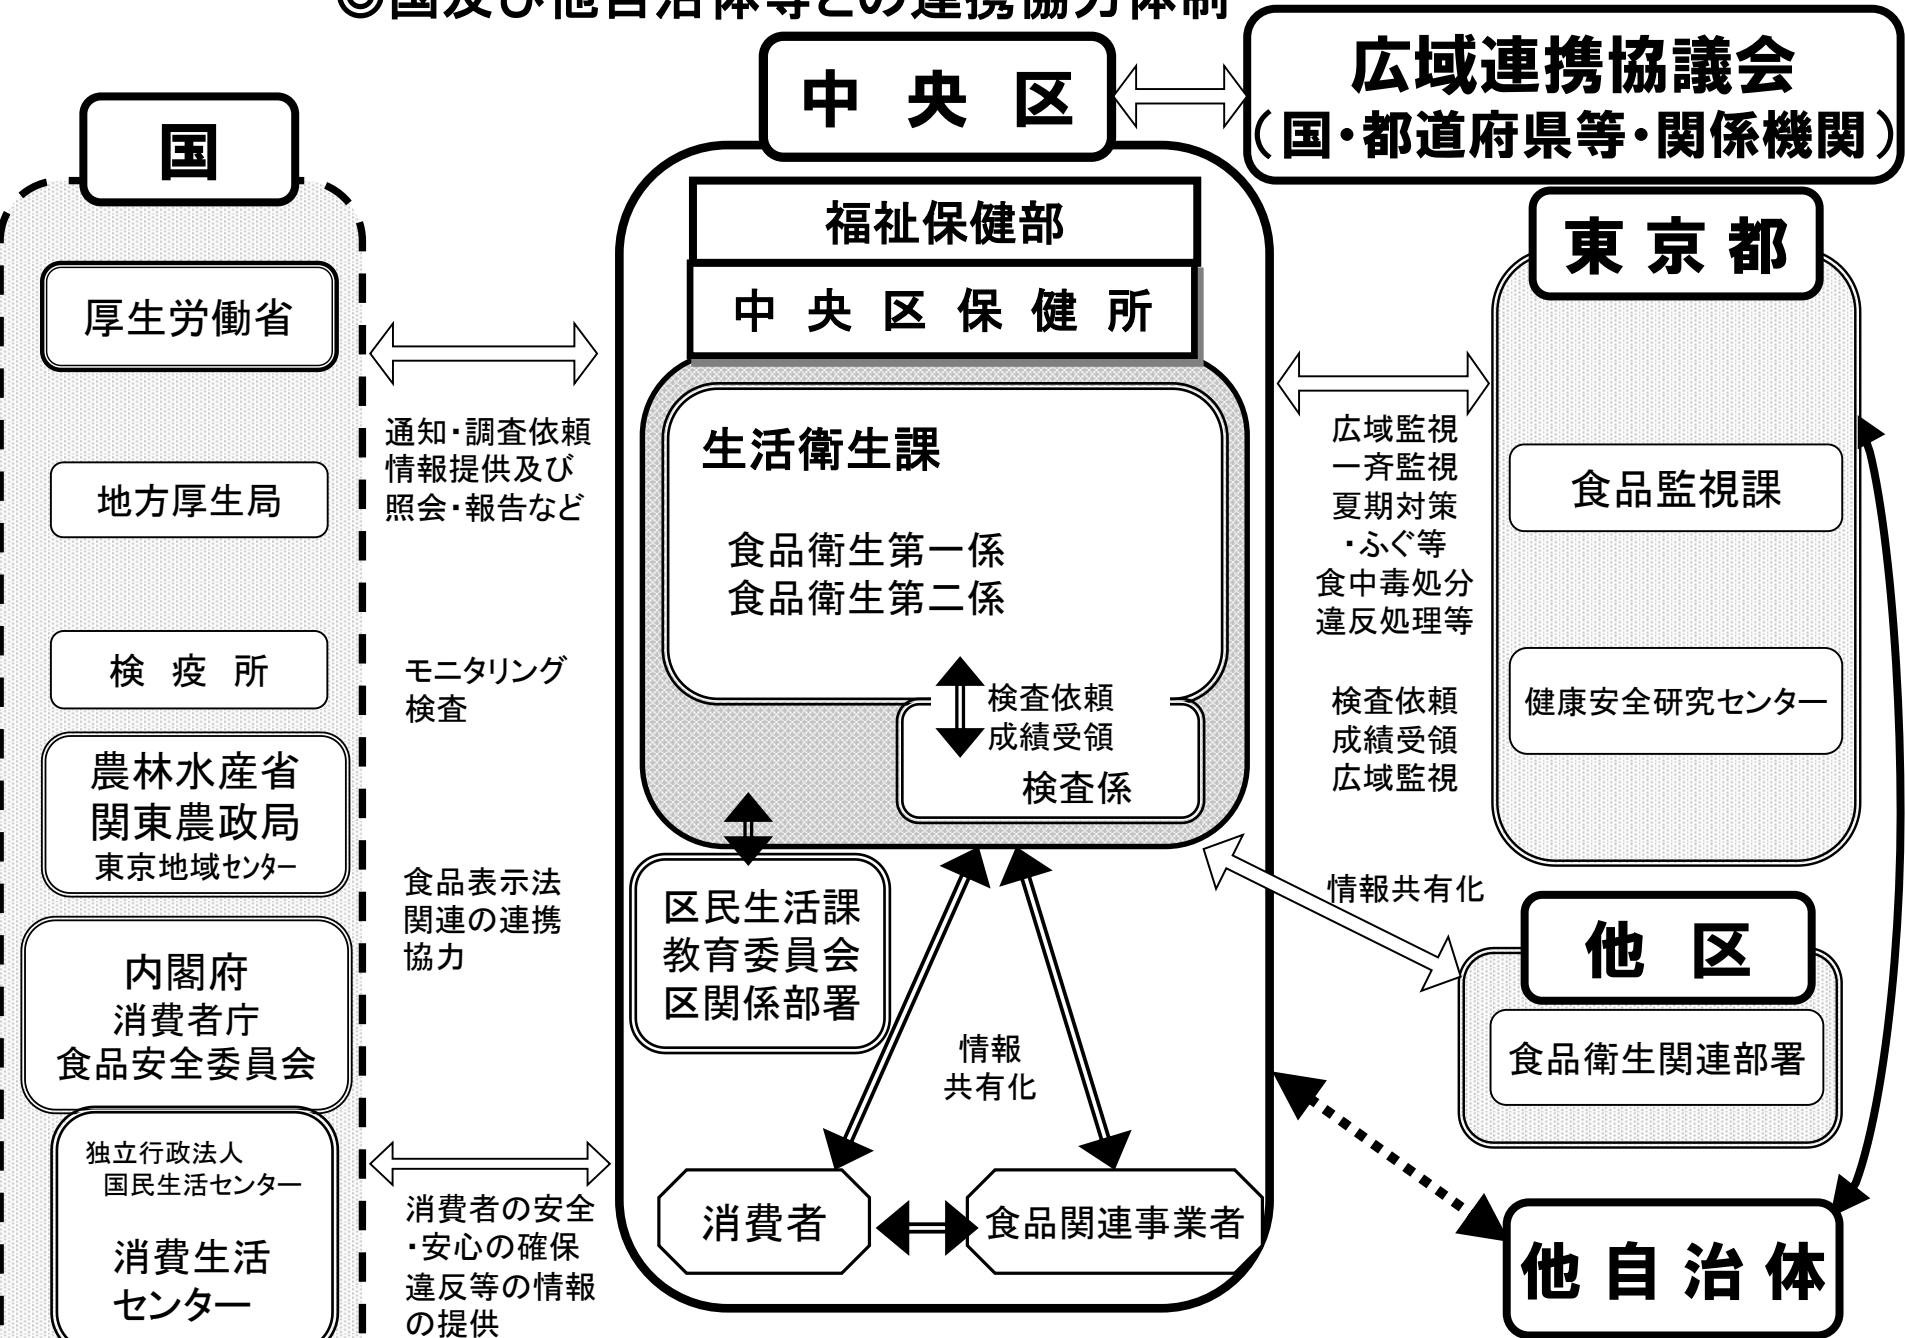 ◎国及び他自治体等との連携協力体制
中央区
広域連携協議会
(国・都道府県等・関係機関)
国
厚生労働省
地方厚生局
検疫所
農林水産省
関東農政局
東京地域センター
内閣府
消費者庁
食品安全委員会
独立行政法人
国民生活センター
消費生活
センター
通知・調査依頼
情報提供及び
照会・報告など
モニタリング
検査
食品表示法
関連の連携
協力
消費者の安全
・安心の確保
違反等の情報
の提供
福祉保健部
中央区保健所
生活衛生課
食品衛生第一係
食品衛生第二係
検査依頼
成績受領
検査係
区民生活課
教育委員会
区関係部署
情報
共有化
消費者
食品関連事業者
広域監視
一斉監視
夏期対策
・ふぐ等
食中毒処分
違反処理等
検査依頼
成績受領
広域監視
情報共有化
東京都
食品監視課
健康安全研究センター
他区
食品衛生関連部署
他自治体